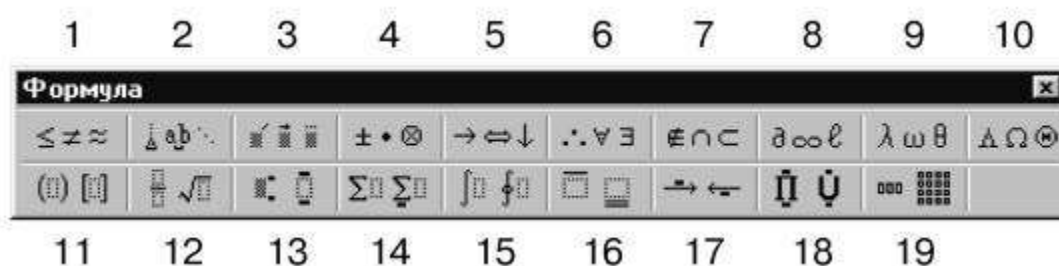 1 2 3 4 5 6 7 8 9 10
Формула
≤ ≠ ≈ a͟b ⋱ ± • ⊗ → ⇔ ↓ ∴ ∀ ∃ ∉ ∩ ⊂ ∂ ∞ ℓ λ ω θ Λ Ω Θ
(▯) [▯] √▯ Σ▯ Σ▯ ∫▯ ∮▯ → ← Π Ụ
11 12 13 14 15 16 17 18 19